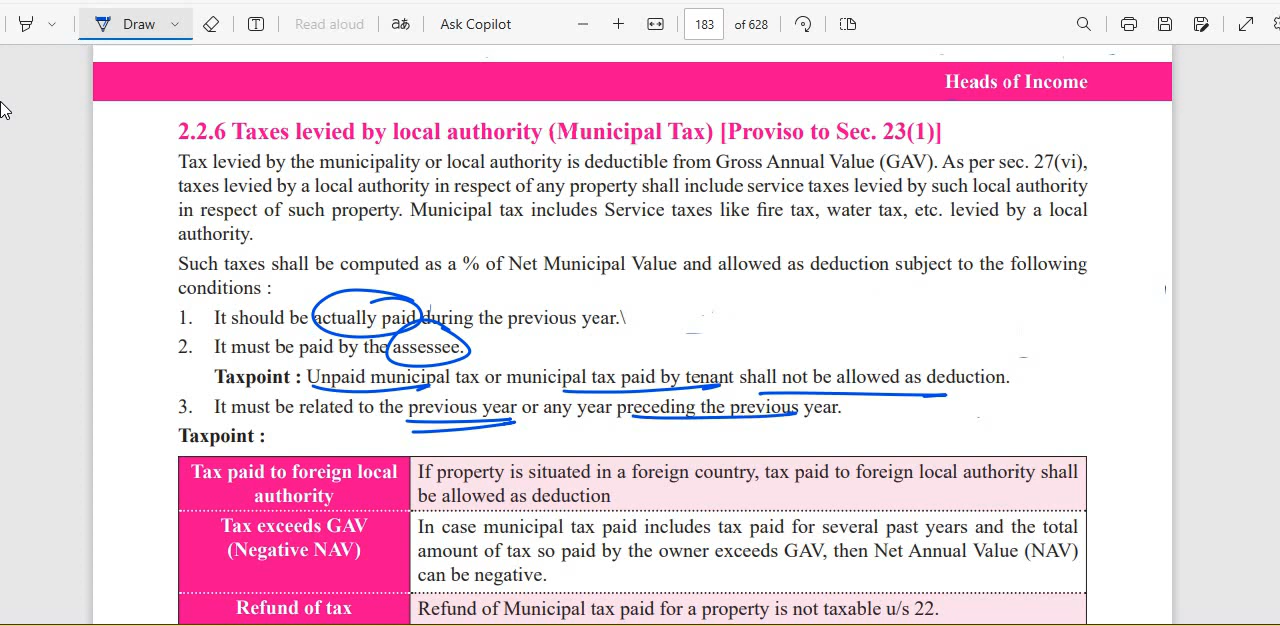 Draw
Read aloud
aあ
Ask Copilot
183
of 628
Heads of Income
2.2.6 Taxes levied by local authority (Municipal Tax) [Proviso to Sec. 23(1)]
Tax levied by the municipality or local authority is deductible from Gross Annual Value (GAV). As per sec. 27(vi),
taxes levied by a local authority in respect of any property shall include service taxes levied by such local authority
in respect of such property. Municipal tax includes Service taxes like fire tax, water tax, etc. levied by a local
authority.
Such taxes shall be computed as a % of Net Municipal Value and allowed as deduction subject to the following
conditions :
1. It should be actually paid during the previous year.\
2. It must be paid by the assessee.
Taxpoint : Unpaid municipal tax or municipal tax paid by tenant shall not be allowed as deduction.
3. It must be related to the previous year or any year preceding the previous year.
Taxpoint :
Tax paid to foreign local
authority
If property is situated in a foreign country, tax paid to foreign local authority shall
be allowed as deduction
Tax exceeds GAV
(Negative NAV)
In case municipal tax paid includes tax paid for several past years and the total
amount of tax so paid by the owner exceeds GAV, then Net Annual Value (NAV)
can be negative.
Refund of tax
Refund of Municipal tax paid for a property is not taxable u/s 22.